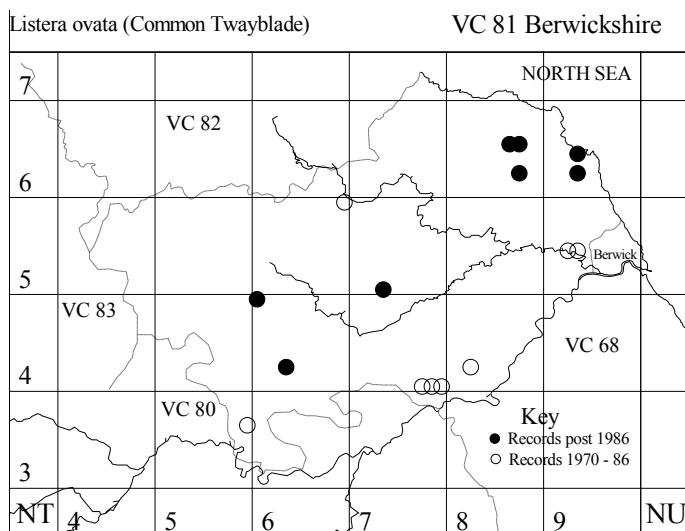 Listera ovata (Common Twayblade) VC 81 Berwickshire
NORTH SEA
7
VC 82
6
Berwick
5
VC 83
VC 68
4
VC 80
Key
Records post 1986
Records 1970 - 86
3
NT 4 5 6 7 8 9 NU